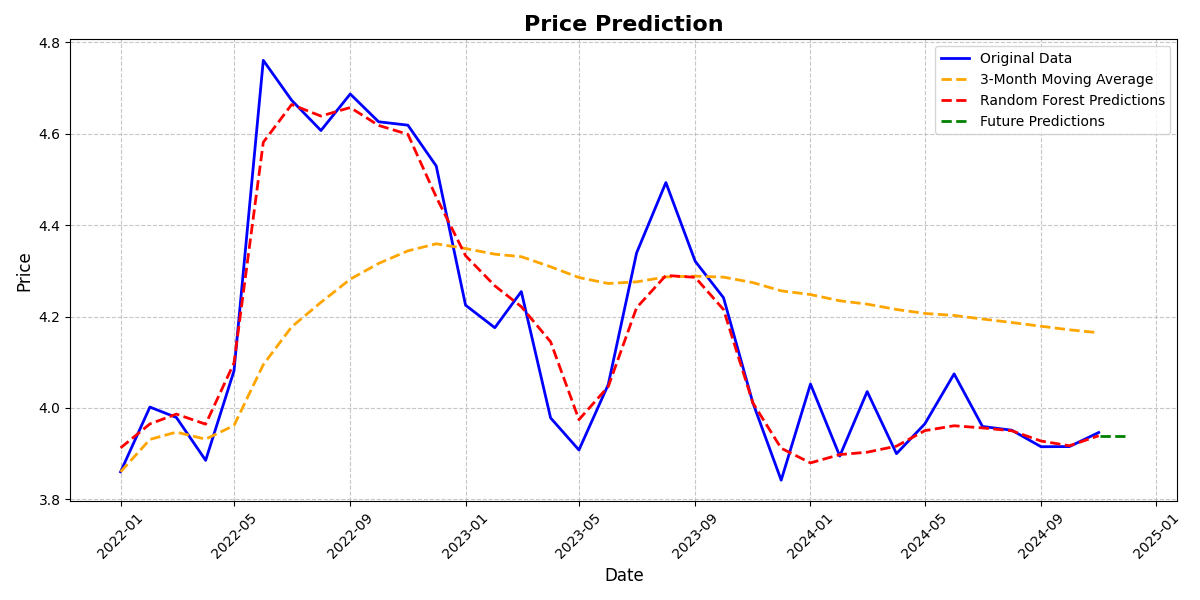 Price Prediction
4.8
4.6
4.4
4.2
4.0
3.8
Price
Original Data
3-Month Moving Average
Random Forest Predictions
Future Predictions
2022-01
2022-05
2022-09
2023-01
2023-05
2023-09
2024-01
2024-05
2024-09
2025-01
Date